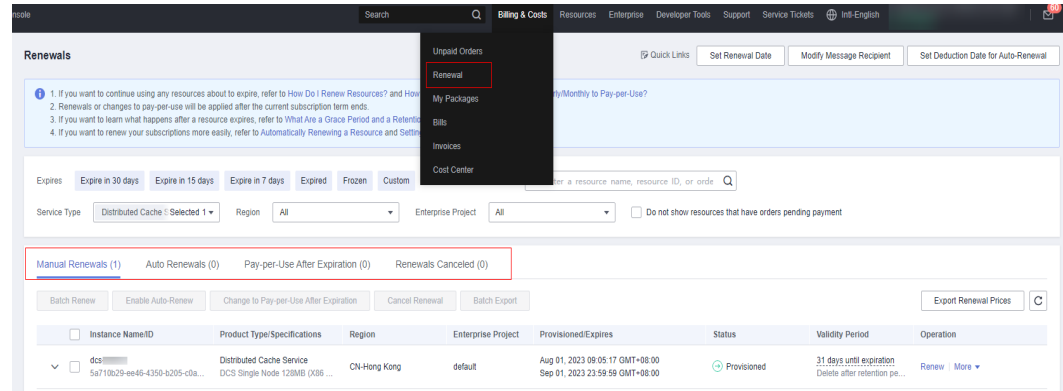 nsole Search Billing & Costs Resources Enterprise Developer Tools Support Service Tickets Intl-English 60
Unpaid Orders
Renewal
My Packages
Bills
Invoices
Cost Center
Renewals Quick Links Set Renewal Date Modify Message Recipient Set Deduction Date for Auto-Renewal
1. If you want to continue using any resources about to expire, refer to How Do I Renew Resources? and How rly/Monthly to Pay-per-Use?
2. Renewals or changes to pay-per-use will be applied after the current subscription term ends.
3. If you want to learn what happens after a resource expires, refer to What Are a Grace Period and a Retentio
4. If you want to renew your subscriptions more easily, refer to Automatically Renewing a Resource and Setting
Expires Expire in 30 days Expire in 15 days Expire in 7 days Expired Frozen Custom ter a resource name, resource ID, or orde
Service Type Distributed Cache S Selected 1 Region All Enterprise Project All Do not show resources that have orders pending payment
Manual Renewals (1) Auto Renewals (0) Pay-per-Use After Expiration (0) Renewals Canceled (0)
Batch Renew Enable Auto-Renew Change to Pay-per-Use After Expiration Cancel Renewal Batch Export Export Renewal Prices
Instance Name/ID Product Type/Specifications Region Enterprise Project Provisioned/Expires Status Validity Period Operation
dcs- Distributed Cache Service CN-Hong Kong default Aug 01, 2023 09:05:17 GMT+08:00 Provisioned 31 days until expiration Renew More
5a710b29-ee46-4350-b205-c0a... DCS Single Node 128MB (X86 ... Sep 01, 2023 23:59:59 GMT+08:00 Delete after retention pe...